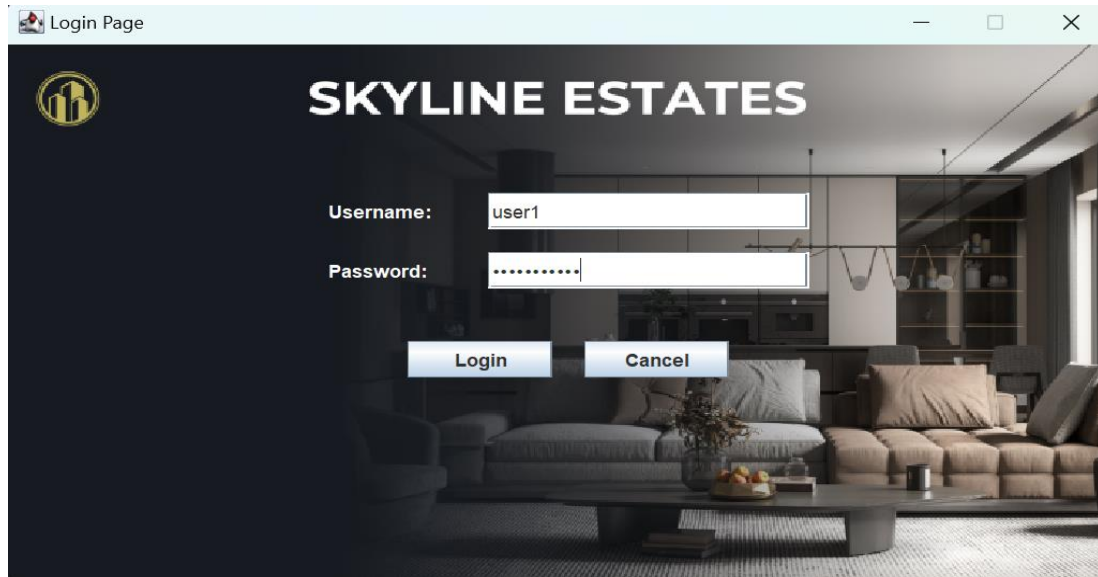 Login Page
SKYLINE ESTATES
Username: user1
Password: •••••••••••
Login Cancel